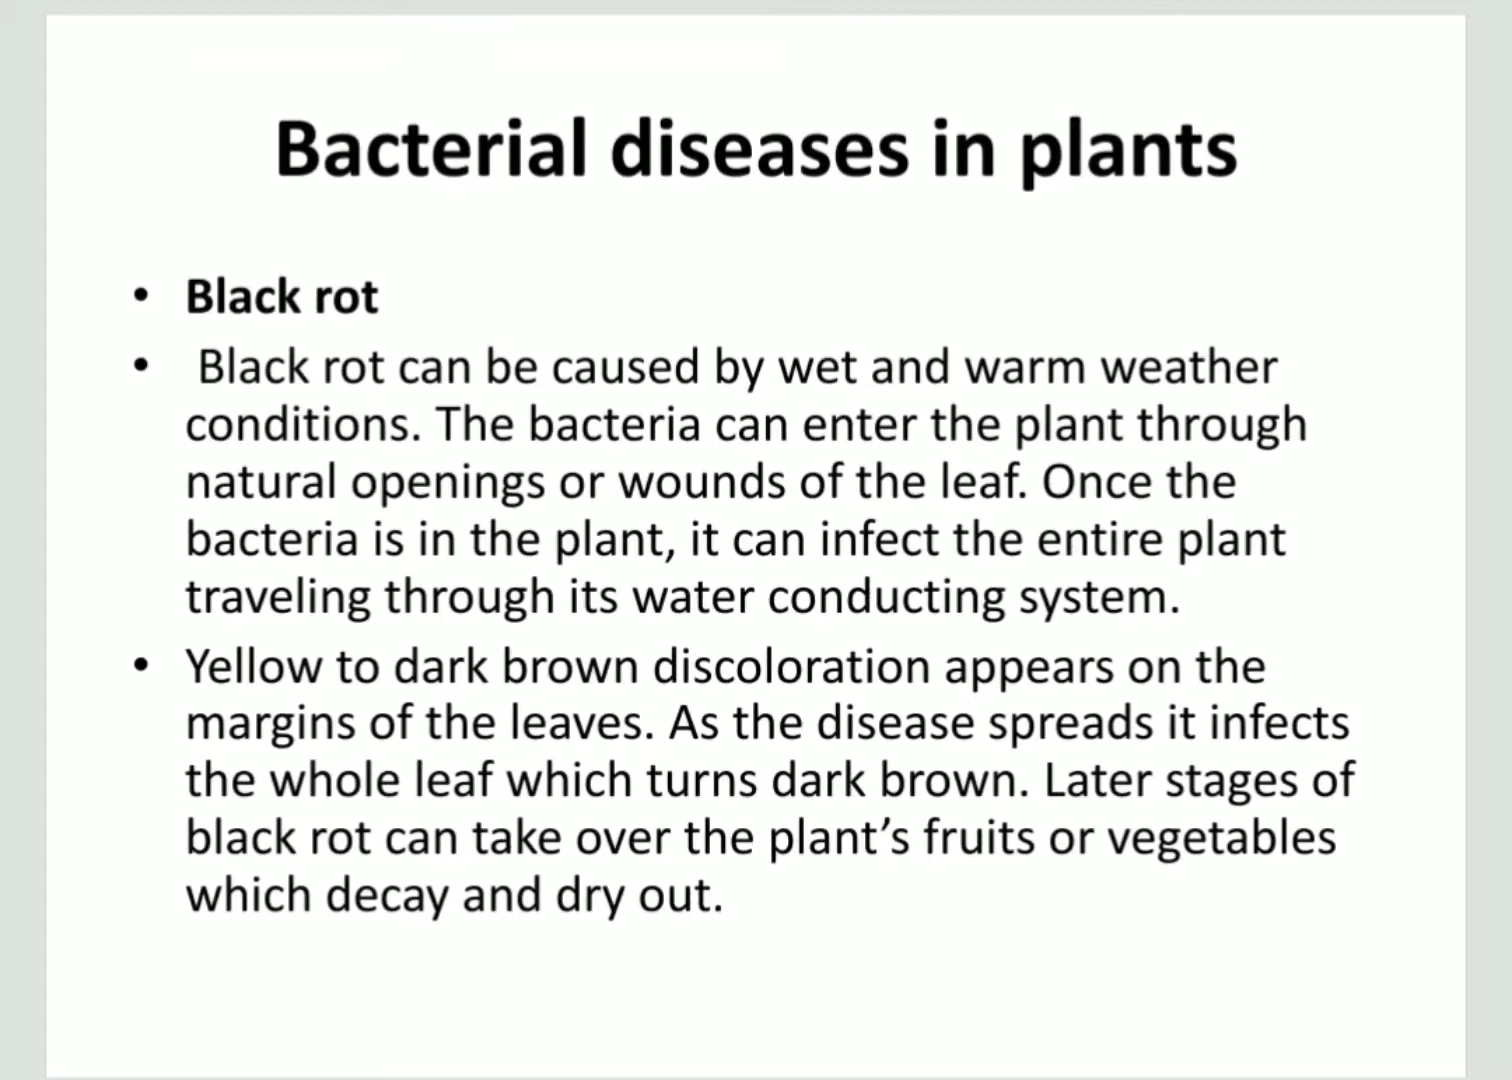 Bacterial diseases in plants
• Black rot
• Black rot can be caused by wet and warm weather
conditions. The bacteria can enter the plant through
natural openings or wounds of the leaf. Once the
bacteria is in the plant, it can infect the entire plant
traveling through its water conducting system.
• Yellow to dark brown discoloration appears on the
margins of the leaves. As the disease spreads it infects
the whole leaf which turns dark brown. Later stages of
black rot can take over the plant’s fruits or vegetables
which decay and dry out.